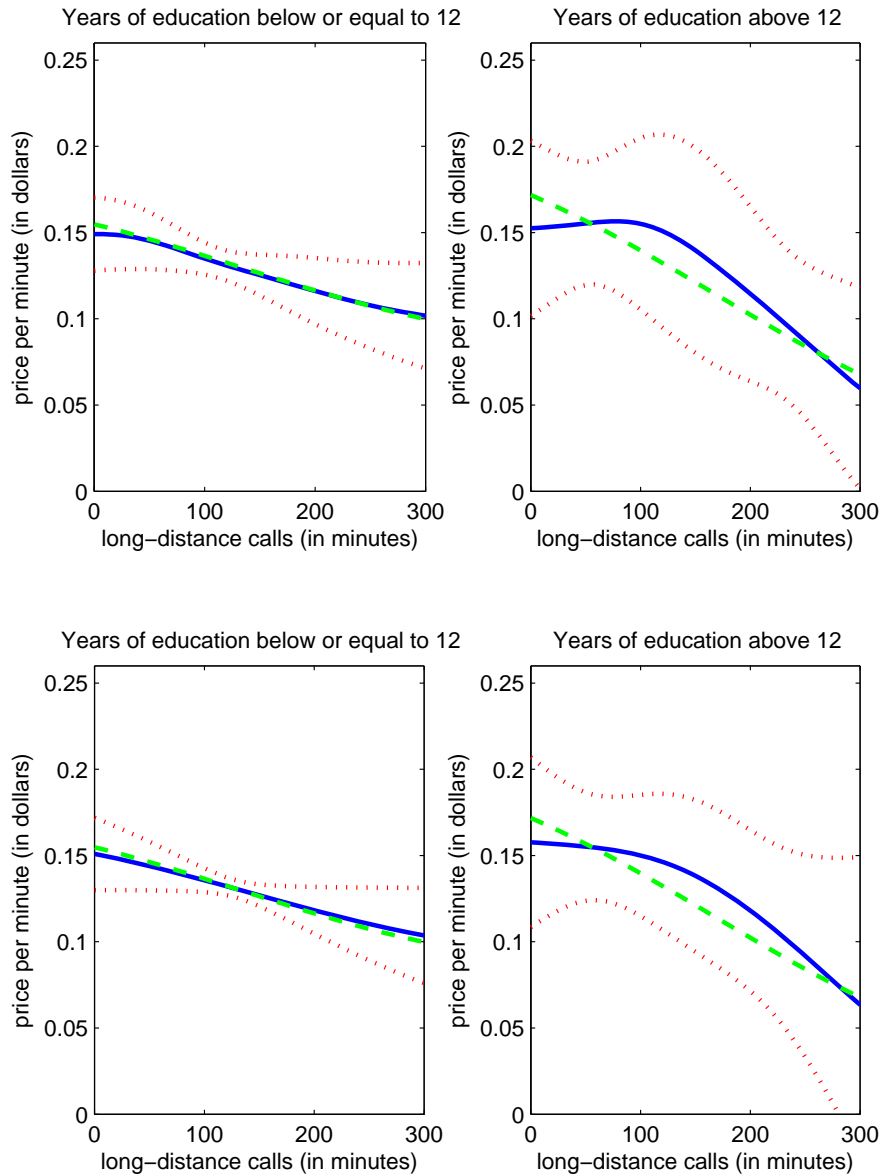 Years of education below or equal to 12
0.25
0.2
0.15
0.1
0.05
0
price per minute (in dollars)
0 100 200 300
long−distance calls (in minutes)
Years of education above 12
0.25
0.2
0.15
0.1
0.05
0
price per minute (in dollars)
0 100 200 300
long−distance calls (in minutes)
Years of education below or equal to 12
0.25
0.2
0.15
0.1
0.05
0
price per minute (in dollars)
0 100 200 300
long−distance calls (in minutes)
Years of education above 12
0.25
0.2
0.15
0.1
0.05
0
price per minute (in dollars)
0 100 200 300
long−distance calls (in minutes)